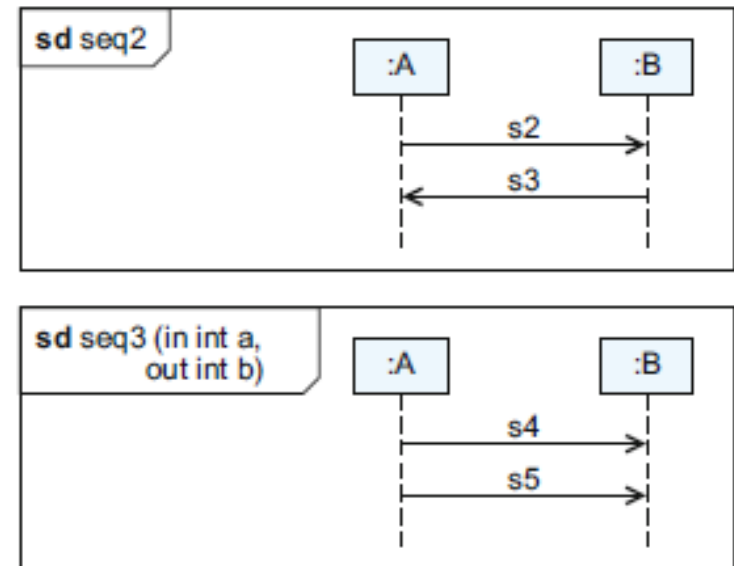 sd seq2
:A :B
s2
s3
sd seq3 (in int a,
out int b)
:A :B
s4
s5